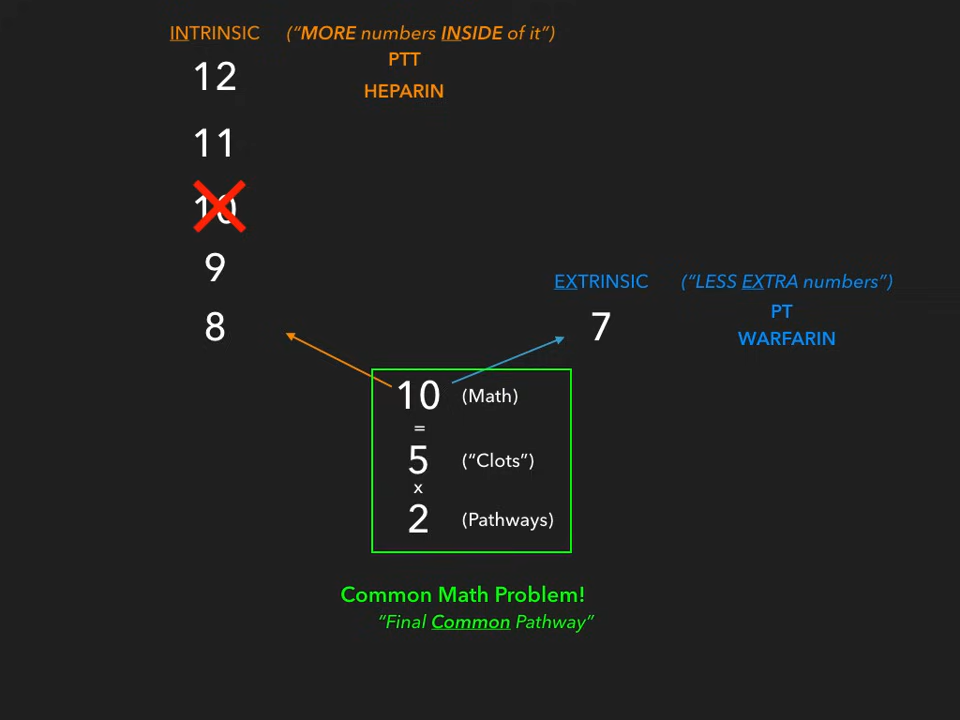 INTRINSIC (“MORE numbers INSIDE of it”)
PTT
12
HEPARIN
11
10
9
EXTRINSIC (“LESS EXTRA numbers”)
PT
8
7
WARFARIN
10 (Math)
=
5 (“Clots”)
x
2 (Pathways)
Common Math Problem!
“Final Common Pathway”